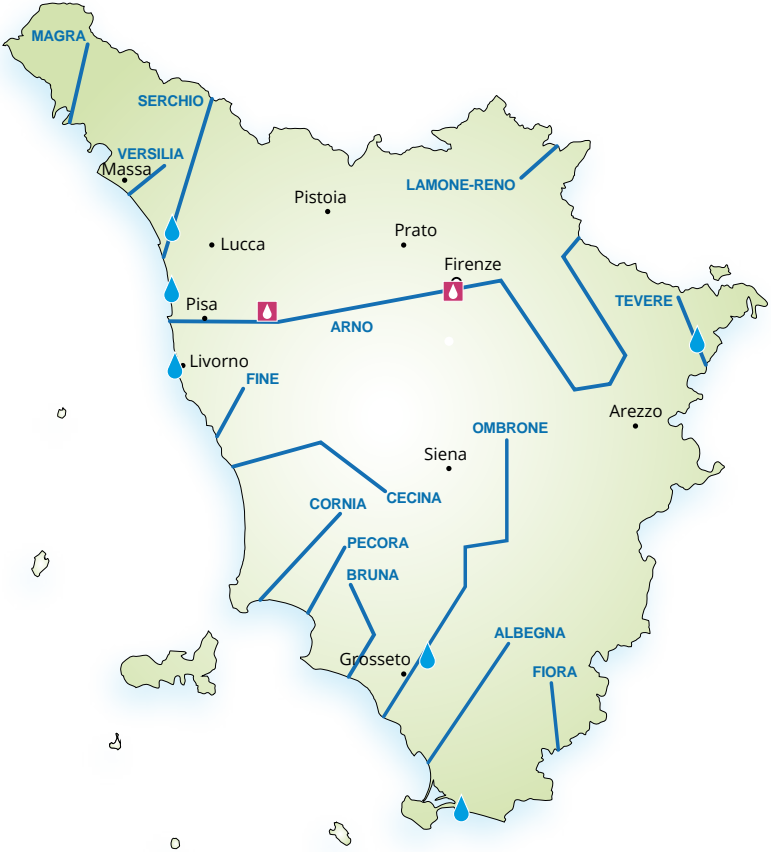 MAGRA
SERCHIO
VERSILIA
Massa
LAMONE-RENO
Pistoia
Prato
Lucca
Firenze
TEVERE
Pisa
ARNO
Livorno
FINE
Arezzo
OMBRONE
Siena
CECINA
CORNIA
PECORA
BRUNA
ALBEGNA
Grosseto
FIORA